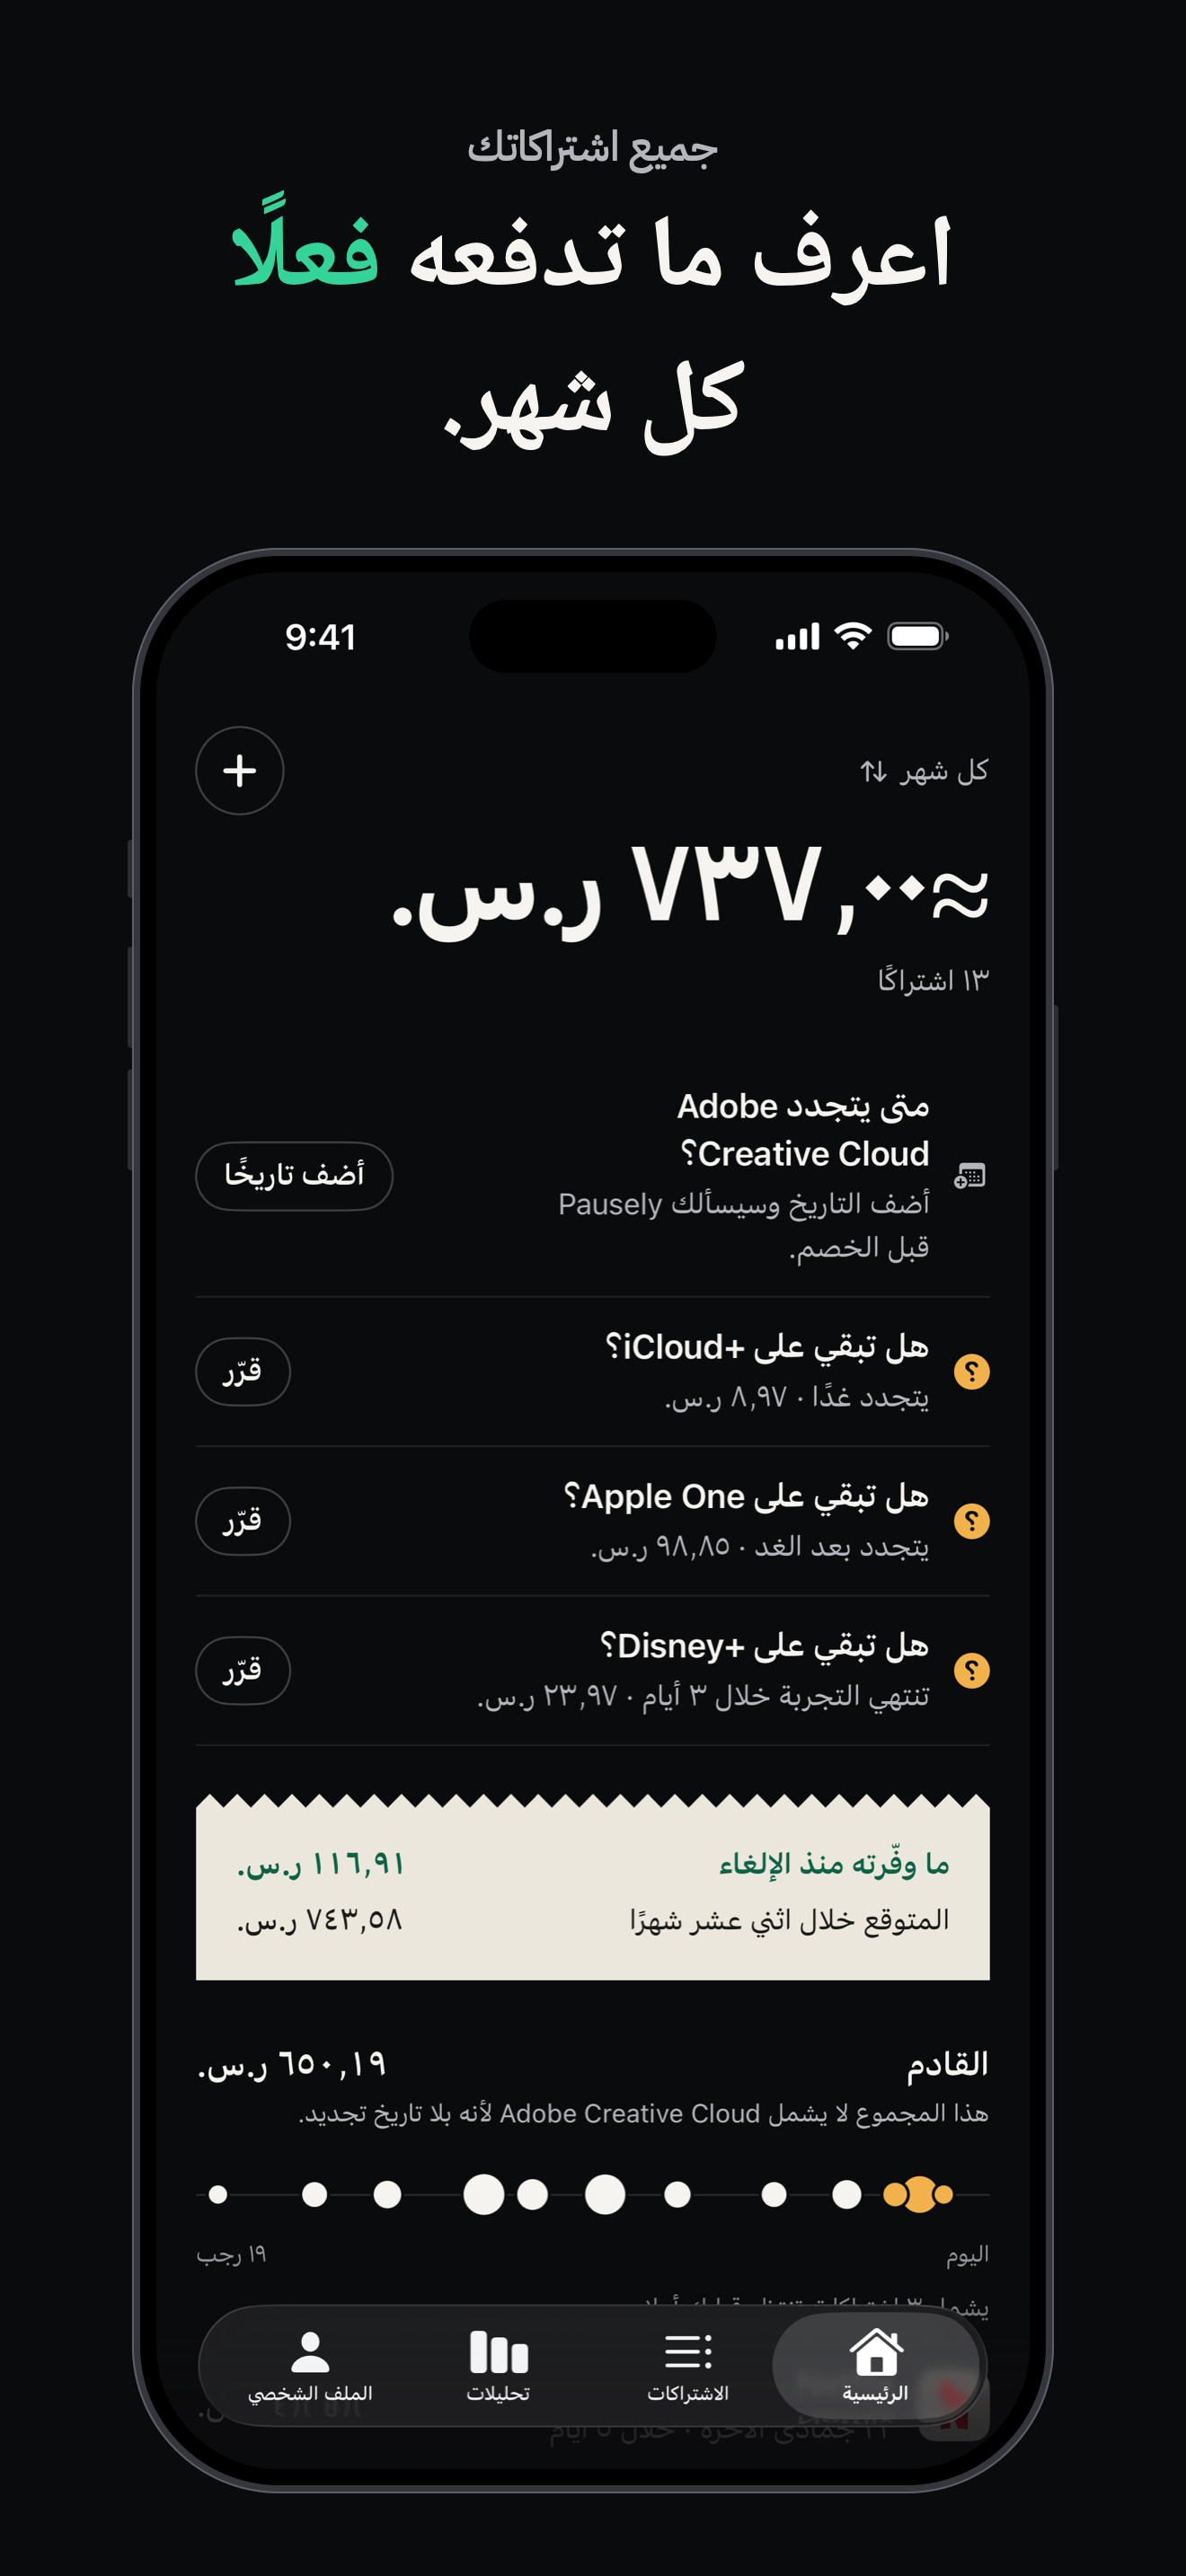 جميع اشتراكاتك
اعرف ما تدفعه فعلًا
كل شهر.
9:41
كل شهر
≈٧٣٧,٠٠ ر.س.
١٣ اشتراكًا
متى يتجدد Adobe
Creative Cloud؟
أضف التاريخ وسيسألك Pausely
قبل الخصم.
أضف تاريخًا
هل تبقي على iCloud+؟
يتجدد غدًا · ٨,٩٧ ر.س.
قرّر
هل تبقي على Apple One؟
يتجدد بعد الغد · ٩٨,٨٥ ر.س.
قرّر
هل تبقي على Disney+؟
تنتهي التجربة خلال ٣ أيام · ٢٣,٩٧ ر.س.
قرّر
ما وفّرته منذ الإلغاء ١١٦,٩١ ر.س.
المتوقع خلال اثني عشر شهرًا ٧٤٣,٥٨ ر.س.
القادم ٦٥٠,١٩ ر.س.
هذا المجموع لا يشمل Adobe Creative Cloud لأنه بلا تاريخ تجديد.
اليوم ١٩ رجب
الرئيسية الاشتراكات تحليلات الملف الشخصي